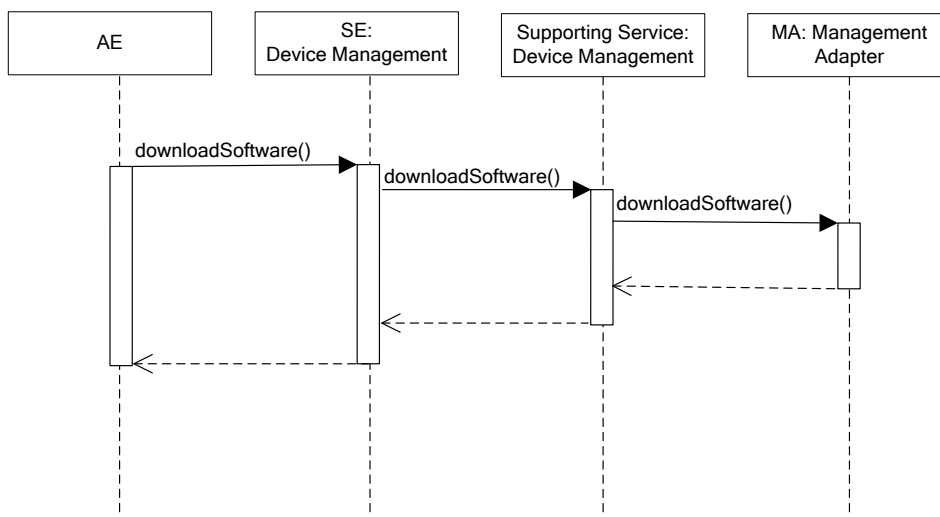 AE
SE:
Device Management
Supporting Service:
Device Management
MA: Management
Adapter
downloadSoftware()
downloadSoftware()
downloadSoftware()